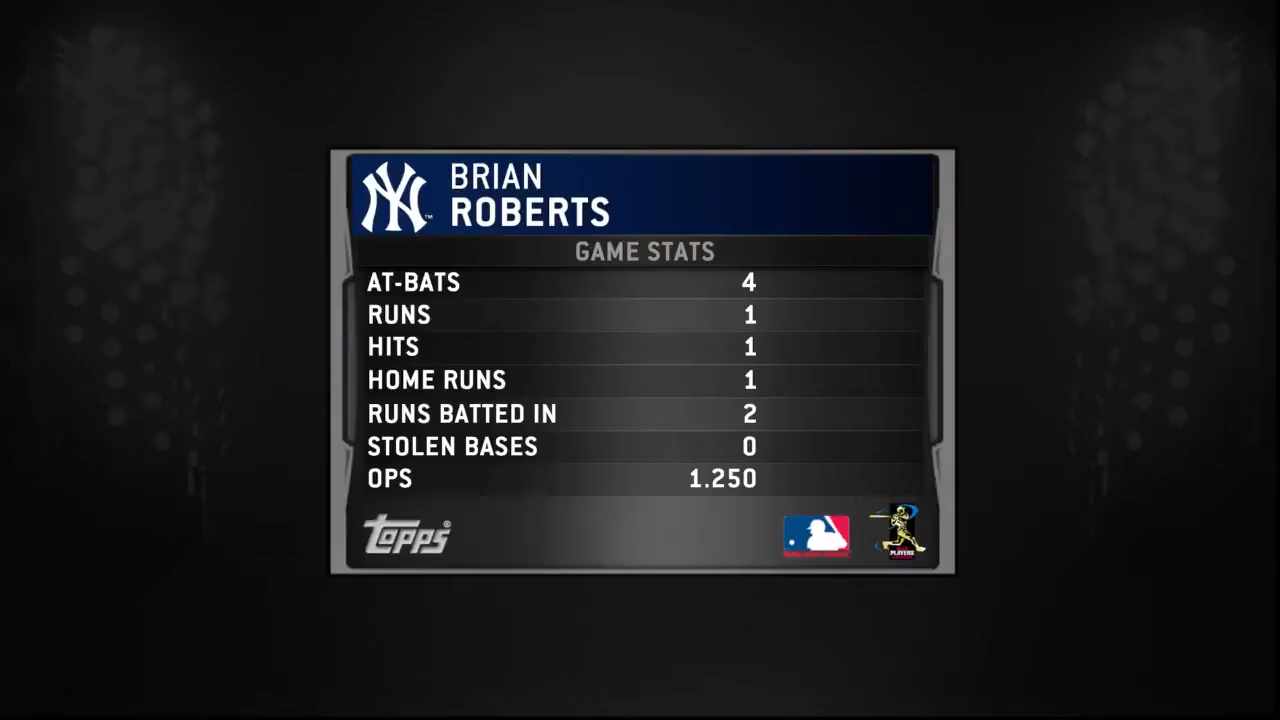 BRIAN
ROBERTS
GAME STATS
AT-BATS 4
RUNS 1
HITS 1
HOME RUNS 1
RUNS BATTED IN 2
STOLEN BASES 0
OPS 1.250
Topps®
PLAYERS